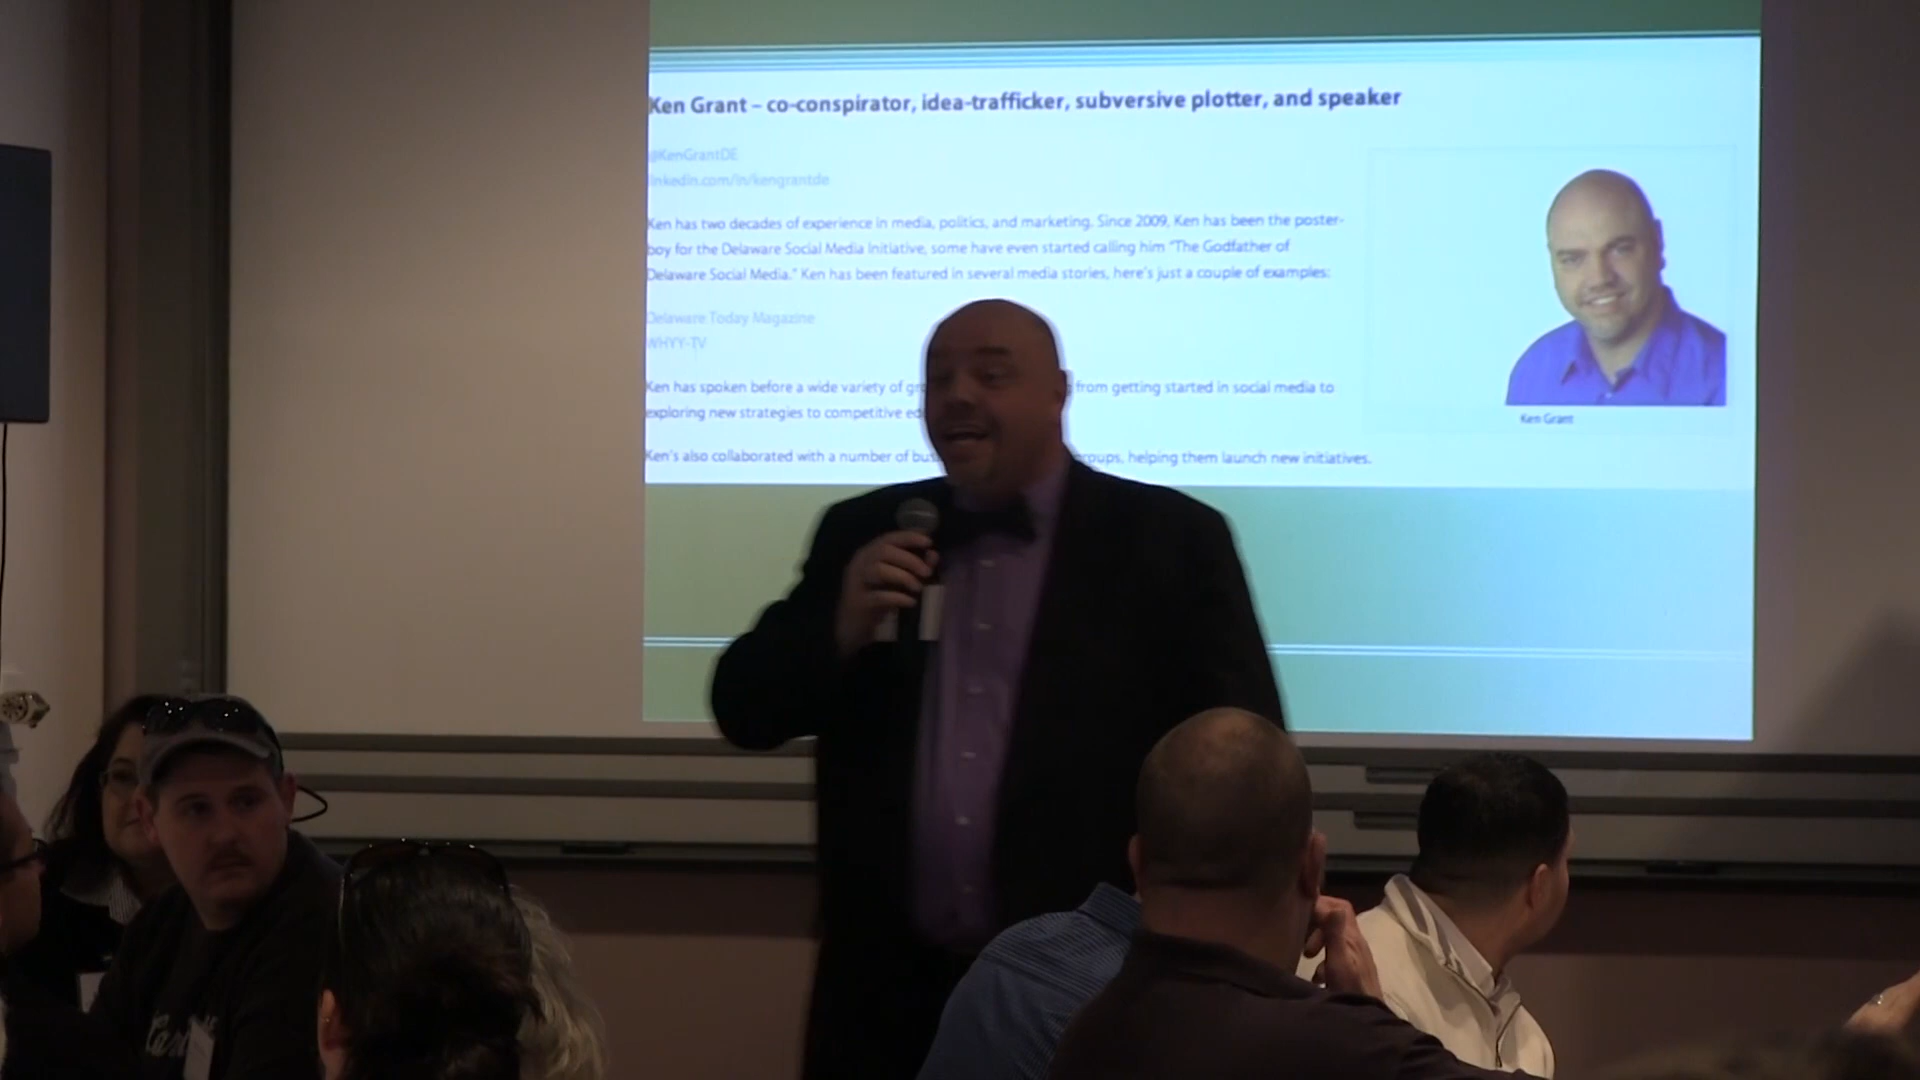 Ken Grant – co-conspirator, idea-trafficker, subversive plotter, and speaker
@KenGrantDE
linkedin.com/in/kengrantde
Ken has two decades of experience in media, politics, and marketing. Since 2009, Ken has been the poster-
boy for the Delaware Social Media Initiative, some have even started calling him "The Godfather of
Delaware Social Media." Ken has been featured in several media stories, here's just a couple of examples:
Delaware Today Magazine
WHYY-TV
Ken has spoken before a wide variety of from getting started in social media to
exploring new strategies to competitive
Ken's also collaborated with a number of groups, helping them launch new initiatives.
Ken Grant